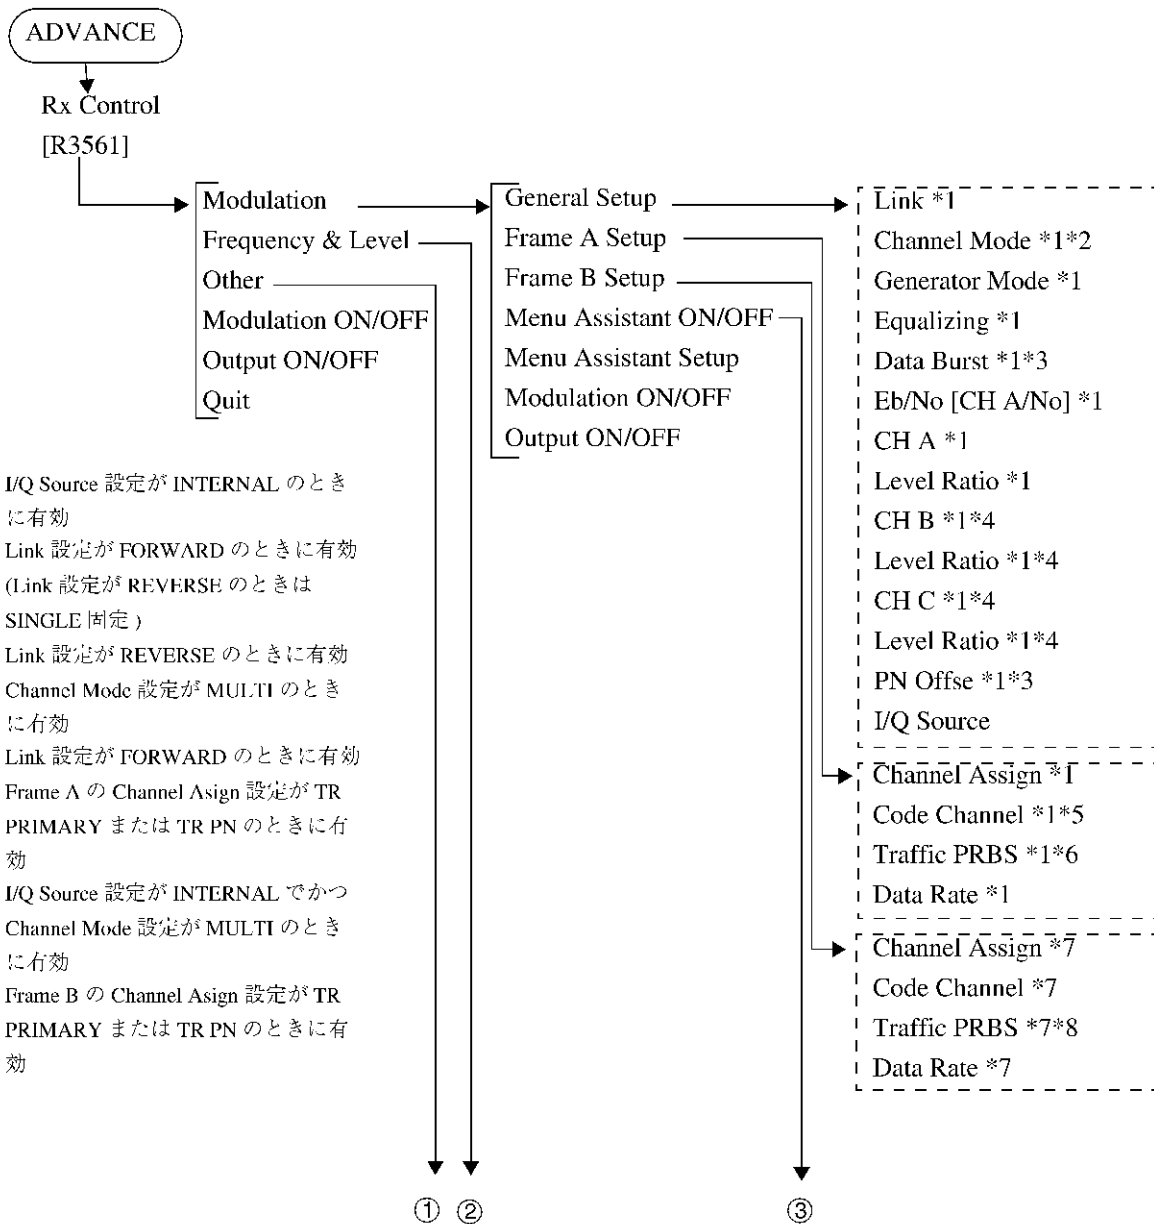 ADVANCE
Rx Control
[R3561]
Modulation
Frequency & Level
Other
Modulation ON/OFF
Output ON/OFF
Quit
General Setup
Frame A Setup
Frame B Setup
Menu Assistant ON/OFF
Menu Assistant Setup
Modulation ON/OFF
Output ON/OFF
Link *1
Channel Mode *1*2
Generator Mode *1
Equalizing *1
Data Burst *1*3
Eb/No [CH A/No] *1
CH A *1
Level Ratio *1
CH B *1*4
Level Ratio *1*4
CH C *1*4
Level Ratio *1*4
PN Offse *1*3
I/Q Source
Channel Assign *1
Code Channel *1*5
Traffic PRBS *1*6
Data Rate *1
Channel Assign *7
Code Channel *7
Traffic PRBS *7*8
Data Rate *7
I/Q Source 設定が INTERNAL のとき
に有効
Link 設定が FORWARD のときに有効
(Link 設定が REVERSE のときは
SINGLE 固定 )
Link 設定が REVERSE のときに有効
Channel Mode 設定が MULTI のとき
に有効
Link 設定が FORWARD のときに有効
Frame A の Channel Asign 設定が TR
PRIMARY または TR PN のときに有
効
I/Q Source 設定が INTERNAL でかつ
Channel Mode 設定が MULTI のとき
に有効
Frame B の Channel Asign 設定が TR
PRIMARY または TR PN のときに有
効
① ② ③